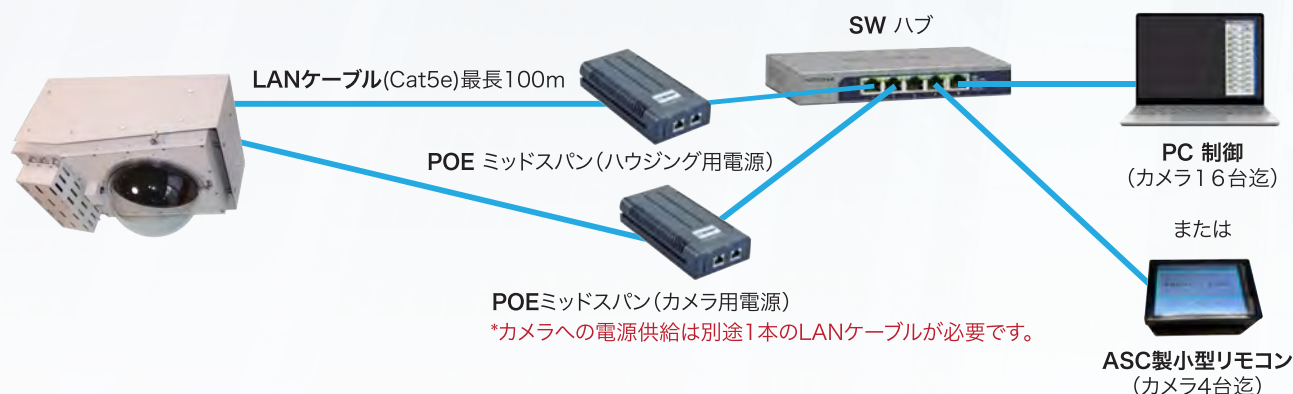 SW ハブ
LANケーブル(Cat5e)最長100m
POE ミッドスパン(ハウジング用電源)
PC 制御
(カメラ16台迄)
または
POEミッドスパン(カメラ用電源)
*カメラへの電源供給は別途1本のLANケーブルが必要です。
ASC製小型リモコン
(カメラ4台迄)